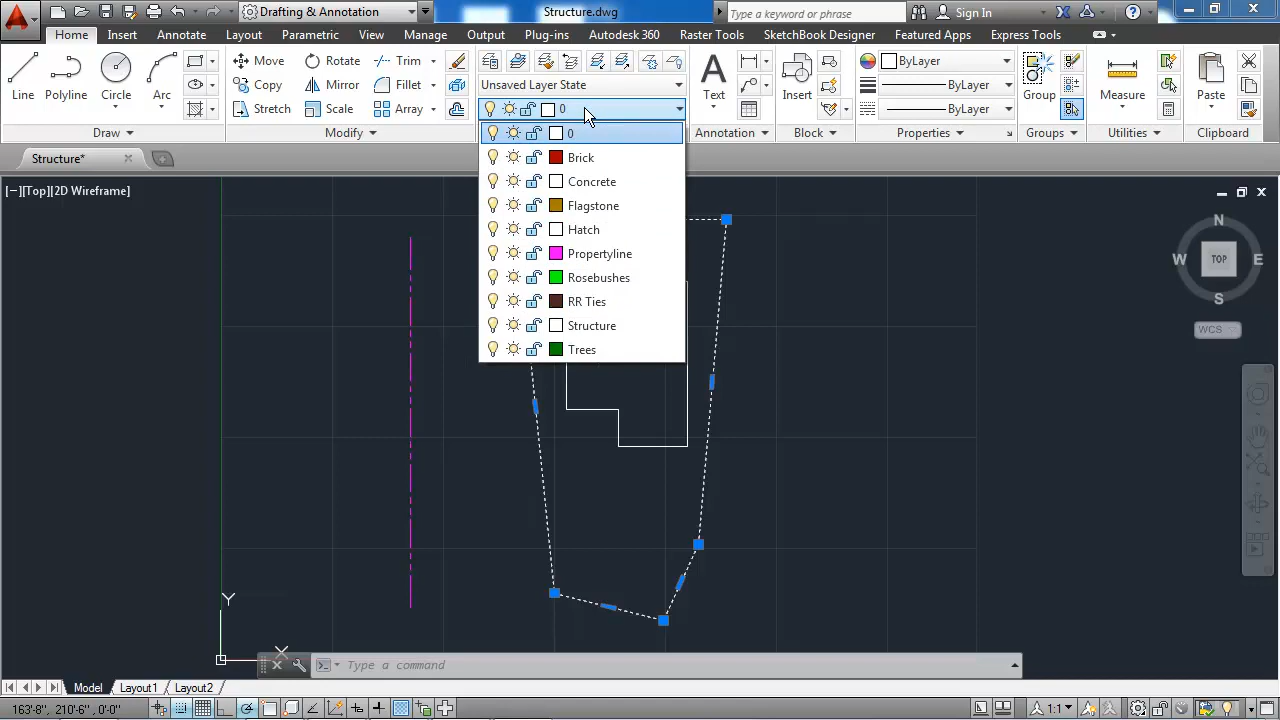 Drafting & Annotation
Structure.dwg
Type a keyword or phrase
Sign In
Home Insert Annotate Layout Parametric View Manage Output Plug-ins Autodesk 360 Raster Tools SketchBook Designer Featured Apps Express Tools
Line Polyline Circle Arc
Move Rotate Trim
Copy Mirror Fillet
Stretch Scale Array
Unsaved Layer State
0
Text
Insert
ByLayer
ByLayer
ByLayer
Group
Measure
Paste
Draw Modify Annotation Block Properties Groups Utilities Clipboard
0
Brick
Concrete
Flagstone
Hatch
Propertyline
Rosebushes
RR Ties
Structure
Trees
Structure*
[−][Top][2D Wireframe]
N
W TOP E
S
WCS
Y
X
Type a command
Model Layout1 Layout2
163'-8", 210'-6", 0'-0"
1:1